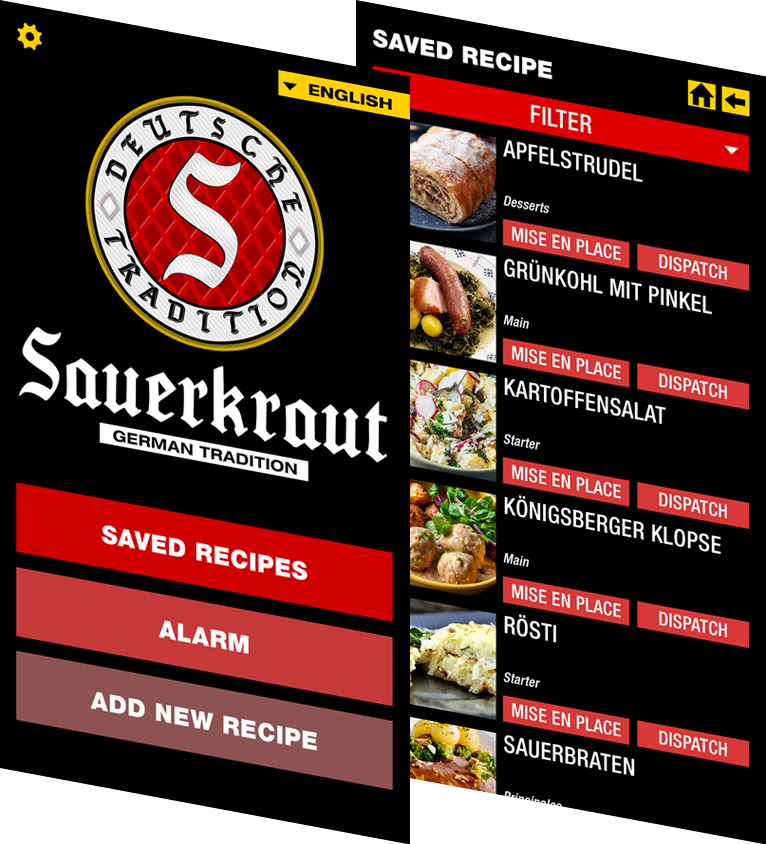 ENGLISH
DEUTSCHE
TRADITION
S
Sauerkraut
GERMAN TRADITION
SAVED RECIPES
ALARM
ADD NEW RECIPE
SAVED RECIPE
FILTER
APFELSTRUDEL
Desserts
MISE EN PLACE DISPATCH
GRÜNKOHL MIT PINKEL
Main
MISE EN PLACE DISPATCH
KARTOFFENSALAT
Starter
MISE EN PLACE DISPATCH
KÖNIGSBERGER KLOPSE
Main
MISE EN PLACE DISPATCH
RÖSTI
Starter
MISE EN PLACE DISPATCH
SAUERBRATEN
Principales